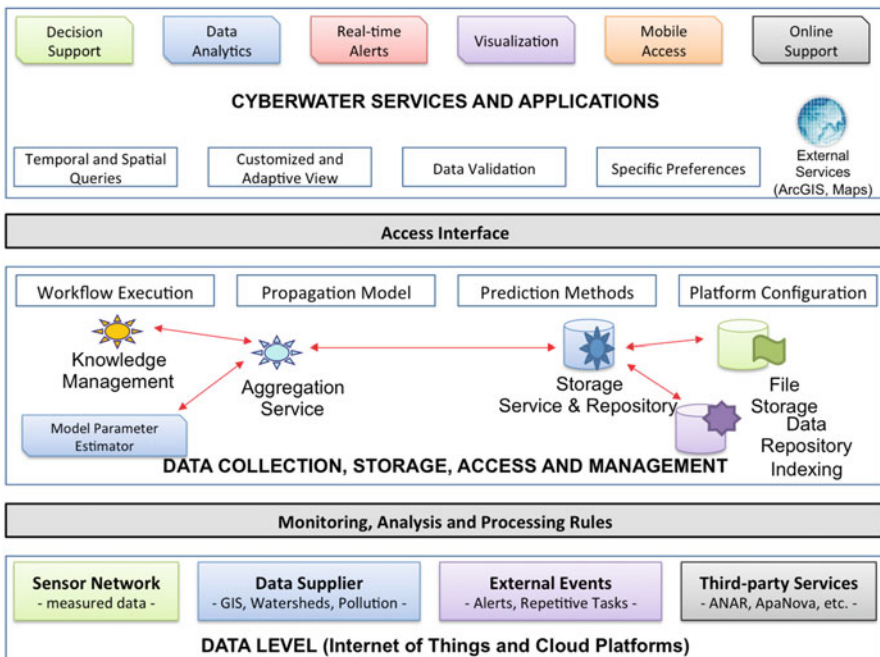 Decision
Support
Data
Analytics
Real-time
Alerts
Visualization
Mobile
Access
Online
Support
CYBERWATER SERVICES AND APPLICATIONS
Temporal and Spatial
Queries
Customized and
Adaptive View
Data Validation
Specific Preferences
External
Services
(ArcGIS, Maps)
Access Interface
Workflow Execution
Propagation Model
Prediction Methods
Platform Configuration
Knowledge
Management
Aggregation
Service
Storage
Service & Repository
File
Storage
Data
Repository
Indexing
Model Parameter
Estimator
DATA COLLECTION, STORAGE, ACCESS AND MANAGEMENT
Monitoring, Analysis and Processing Rules
Sensor Network
- measured data -
Data Supplier
- GIS, Watersheds, Pollution -
External Events
- Alerts, Repetitive Tasks -
Third-party Services
- ANAR, ApaNova, etc. -
DATA LEVEL (Internet of Things and Cloud Platforms)